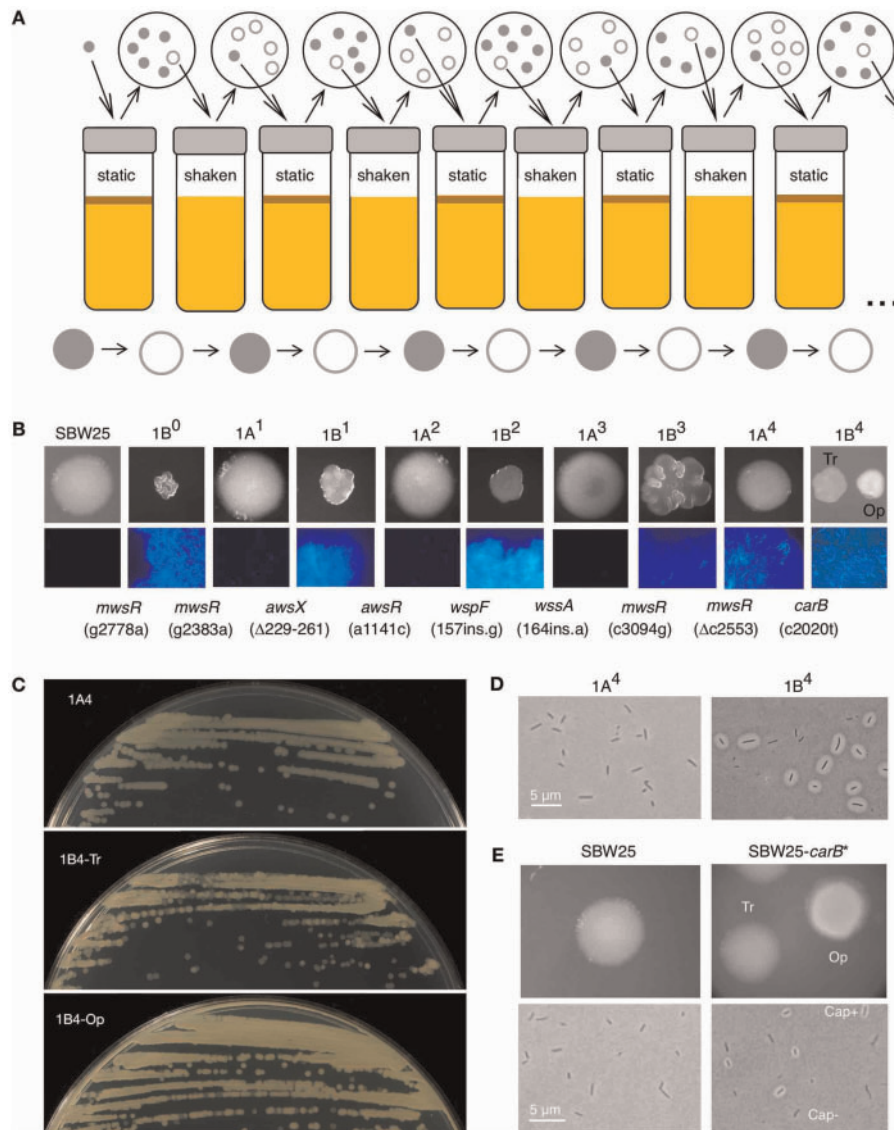 A
static shaken static shaken static shaken static shaken static
...
B
SBW25 1B⁰ 1A¹ 1B¹ 1A² 1B² 1A³ 1B³ 1A⁴ 1B⁴
Tr
Op
mwsR mwsR awsX awsR wspF wssA mwsR mwsR carB
(g2778a) (g2383a) (Δ229-261) (a1141c) (157ins.g) (164ins.a) (c3094g) (Δc2553) (c2020t)
C
1A4
1B4-Tr
1B4-Op
D
1A⁴ 1B⁴
5 µm
E
SBW25 SBW25-carB*
Tr
Op
Cap+
5 µm
Cap-